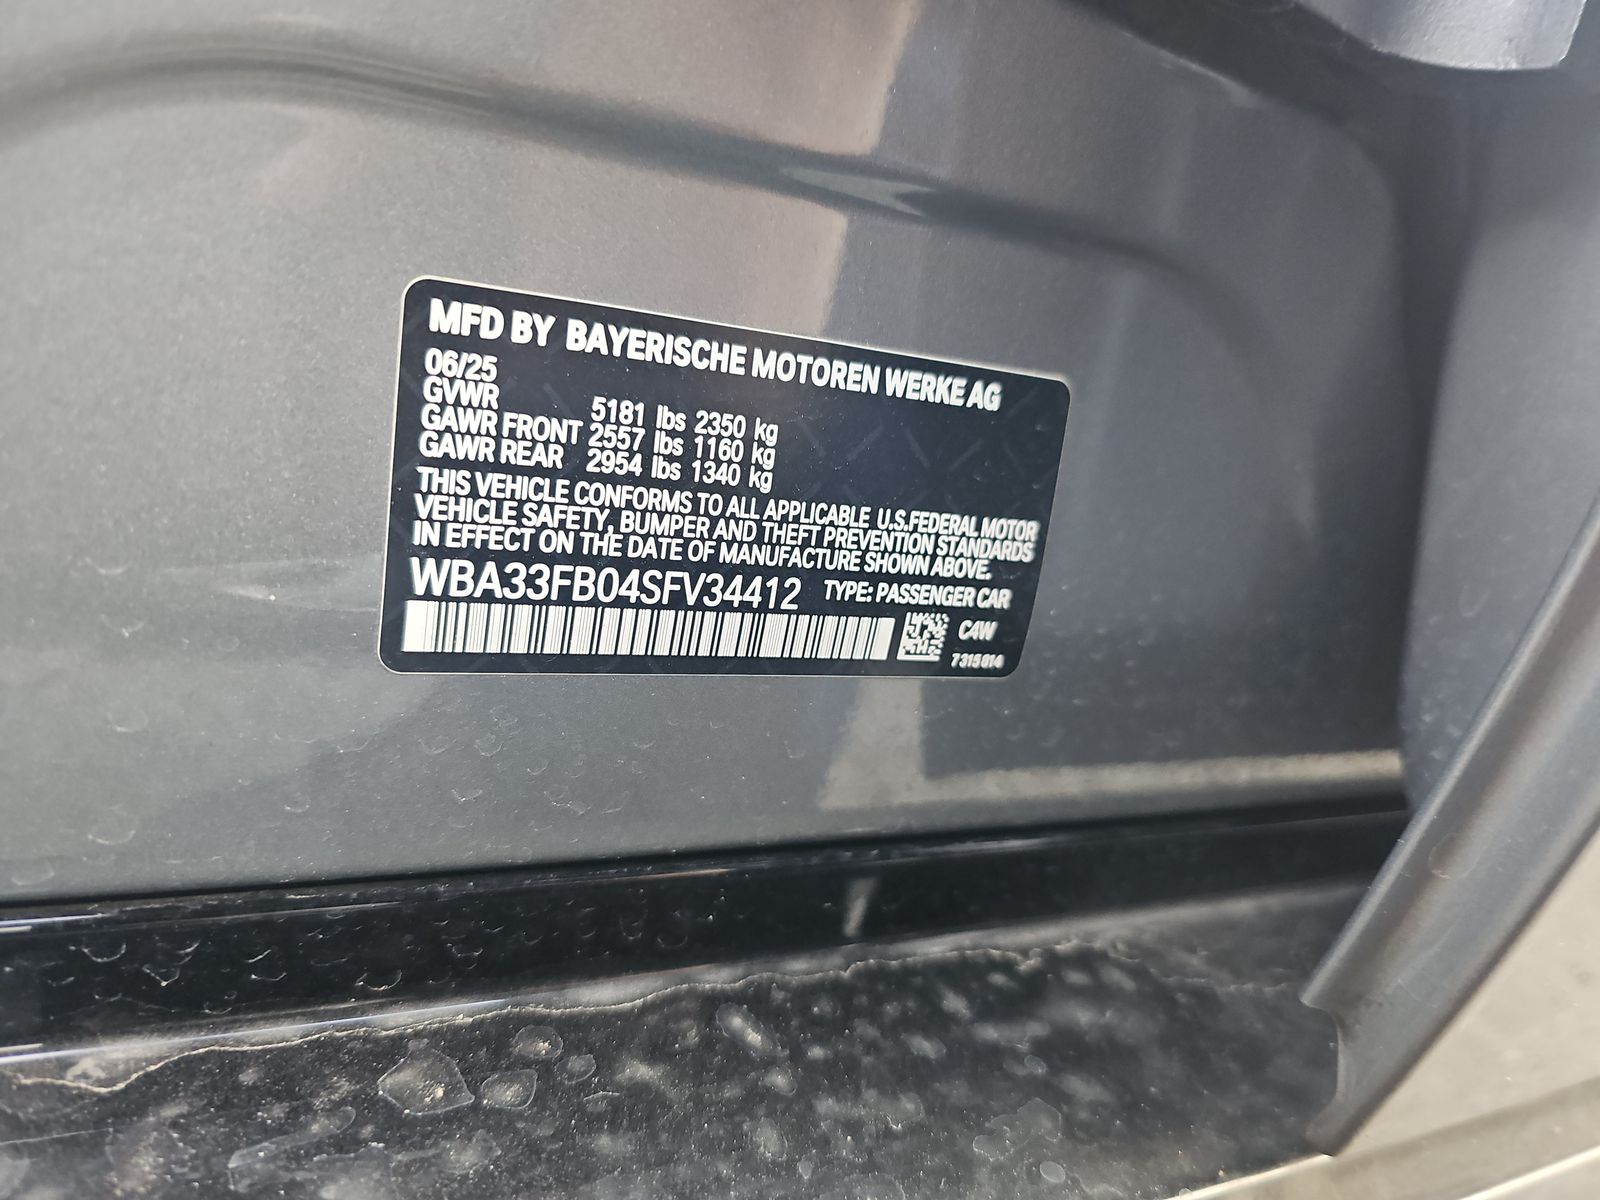 MFD BY BAYERISCHE MOTOREN WERKE AG
06/25
GVWR 5181 lbs 2350 kg
GAWR FRONT 2557 lbs 1160 kg
GAWR REAR 2954 lbs 1340 kg
THIS VEHICLE CONFORMS TO ALL APPLICABLE U.S.FEDERAL MOTOR
VEHICLE SAFETY, BUMPER AND THEFT PREVENTION STANDARDS
IN EFFECT ON THE DATE OF MANUFACTURE SHOWN ABOVE.
WBA33FB04SFV34412 TYPE: PASSENGER CAR
C4W
7315814